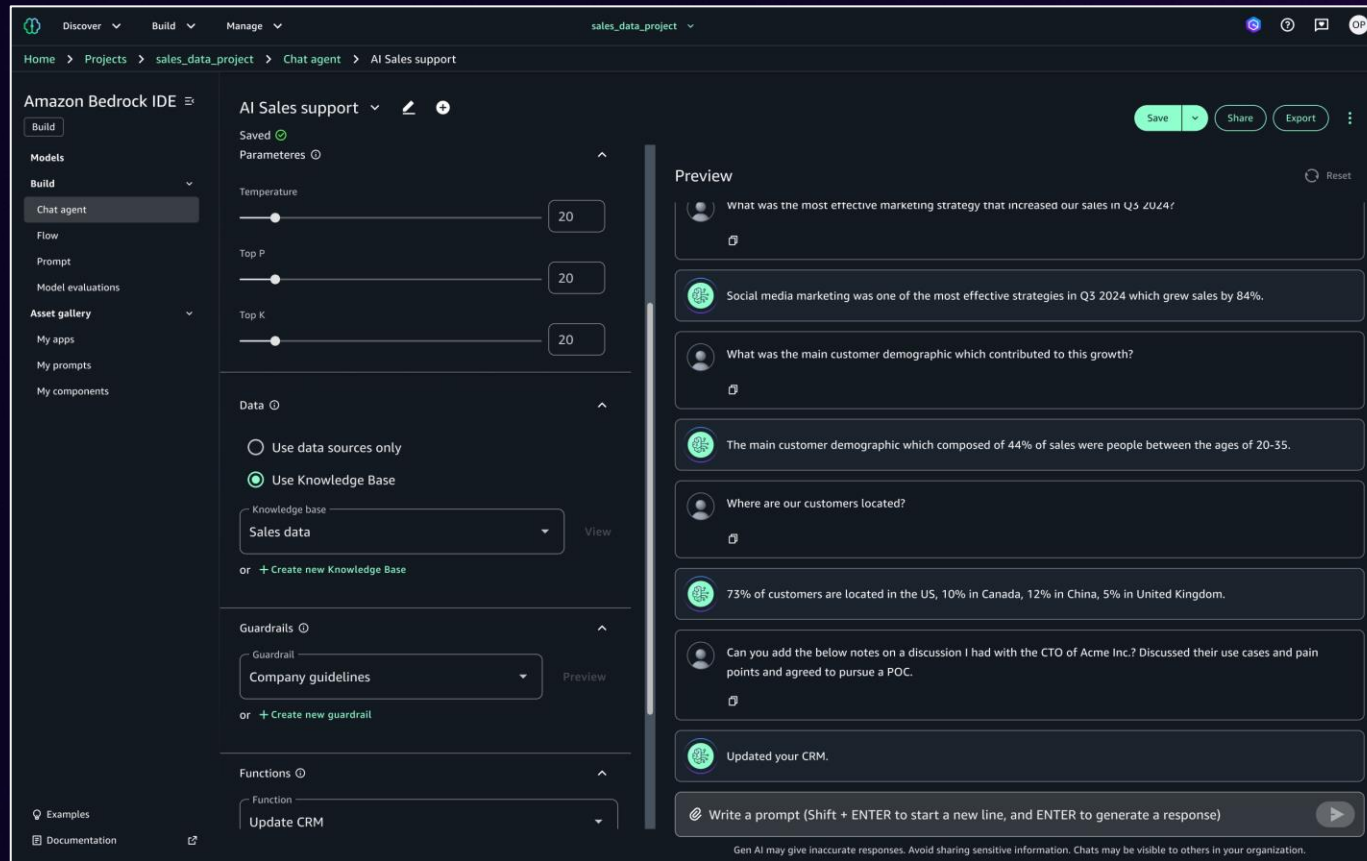 Discover Build Manage sales_data_project OP
Home > Projects > sales_data_project > Chat agent > AI Sales support
Amazon Bedrock IDE
Build
Models
Build
Chat agent
Flow
Prompt
Model evaluations
Asset gallery
My apps
My prompts
My components
Examples
Documentation
AI Sales support
Saved
Parameteres
Temperature
20
Top P
20
Top K
20
Data
Use data sources only
Use Knowledge Base
Knowledge base
Sales data
View
or + Create new Knowledge Base
Guardrails
Guardrail
Company guidelines
Preview
or + Create new guardrail
Functions
Function
Update CRM
Save Share Export
Preview
Reset
What was the most effective marketing strategy that increased our sales in Q3 2024?
Social media marketing was one of the most effective strategies in Q3 2024 which grew sales by 84%.
What was the main customer demographic which contributed to this growth?
The main customer demographic which composed of 44% of sales were people between the ages of 20-35.
Where are our customers located?
73% of customers are located in the US, 10% in Canada, 12% in China, 5% in United Kingdom.
Can you add the below notes on a discussion I had with the CTO of Acme Inc.? Discussed their use cases and pain
points and agreed to pursue a POC.
Updated your CRM.
Write a prompt (Shift + ENTER to start a new line, and ENTER to generate a response)
Gen AI may give inaccurate responses. Avoid sharing sensitive information. Chats may be visible to others in your organization.